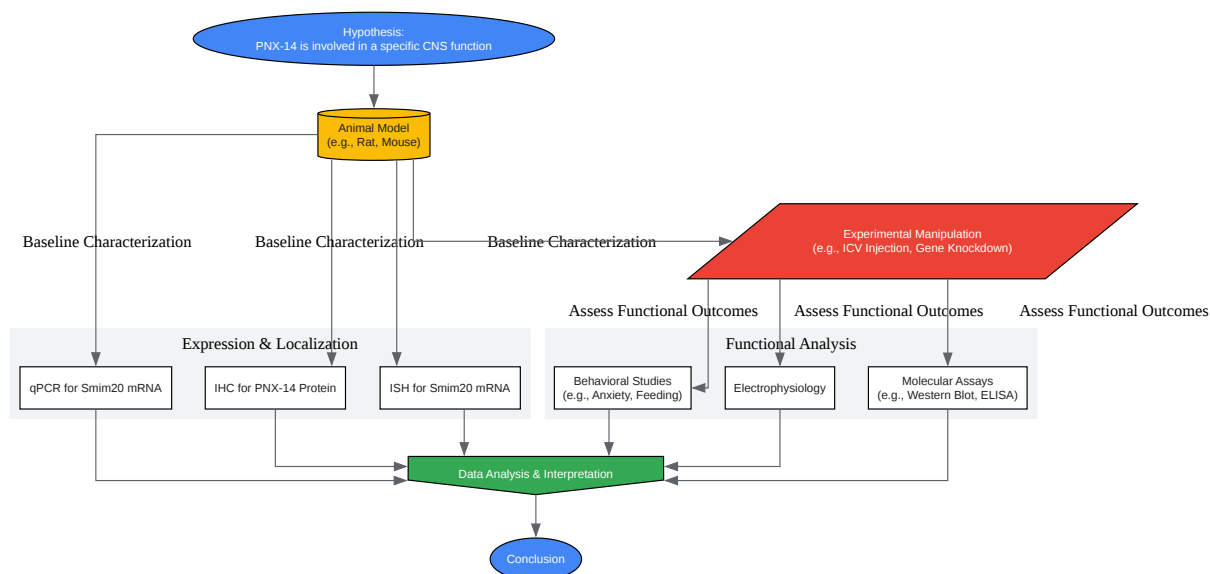 Hypothesis:
PNX-14 is involved in a specific CNS function
Animal Model
(e.g., Rat, Mouse)
Experimental Manipulation
(e.g., ICV Injection, Gene Knockdown)
Baseline Characterization
Baseline Characterization
Baseline Characterization
Assess Functional Outcomes
Assess Functional Outcomes
Assess Functional Outcomes
Expression & Localization
Functional Analysis
qPCR for Smim20 mRNA
IHC for PNX-14 Protein
ISH for Smim20 mRNA
Behavioral Studies
(e.g., Anxiety, Feeding)
Electrophysiology
Molecular Assays
(e.g., Western Blot, ELISA)
Data Analysis & Interpretation
Conclusion